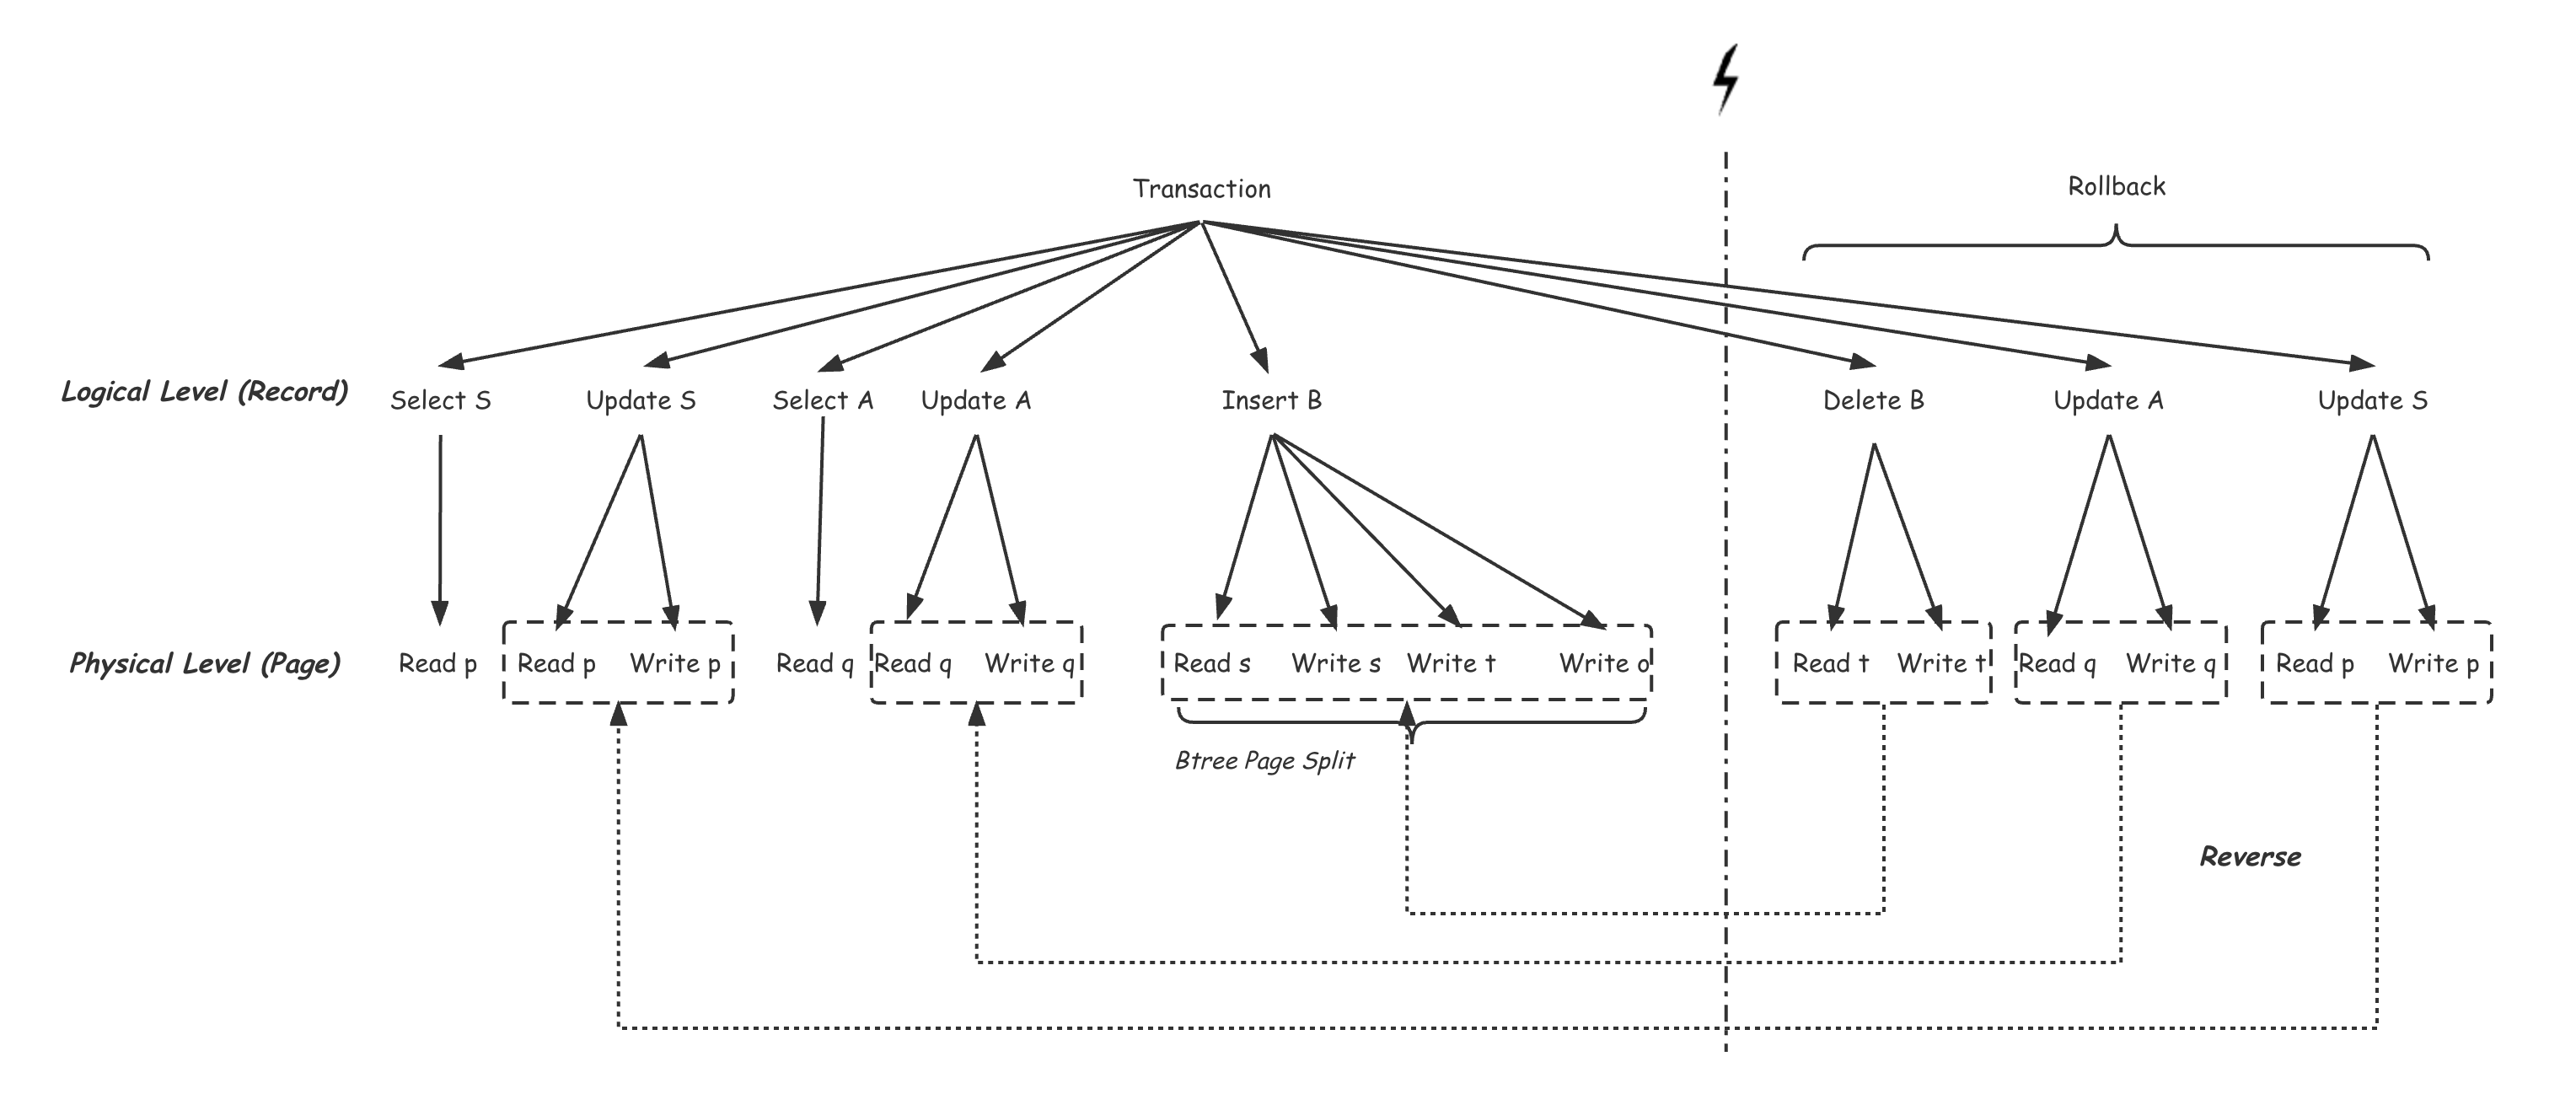 Transaction
Rollback
Logical Level (Record)
Select S
Update S
Select A
Update A
Insert B
Delete B
Update A
Update S
Physical Level (Page)
Read p
Read p
Write p
Read q
Read q
Write q
Read s
Write s
Write t
Write o
Read t
Write t
Read q
Write q
Read p
Write p
Btree Page Split
Reverse